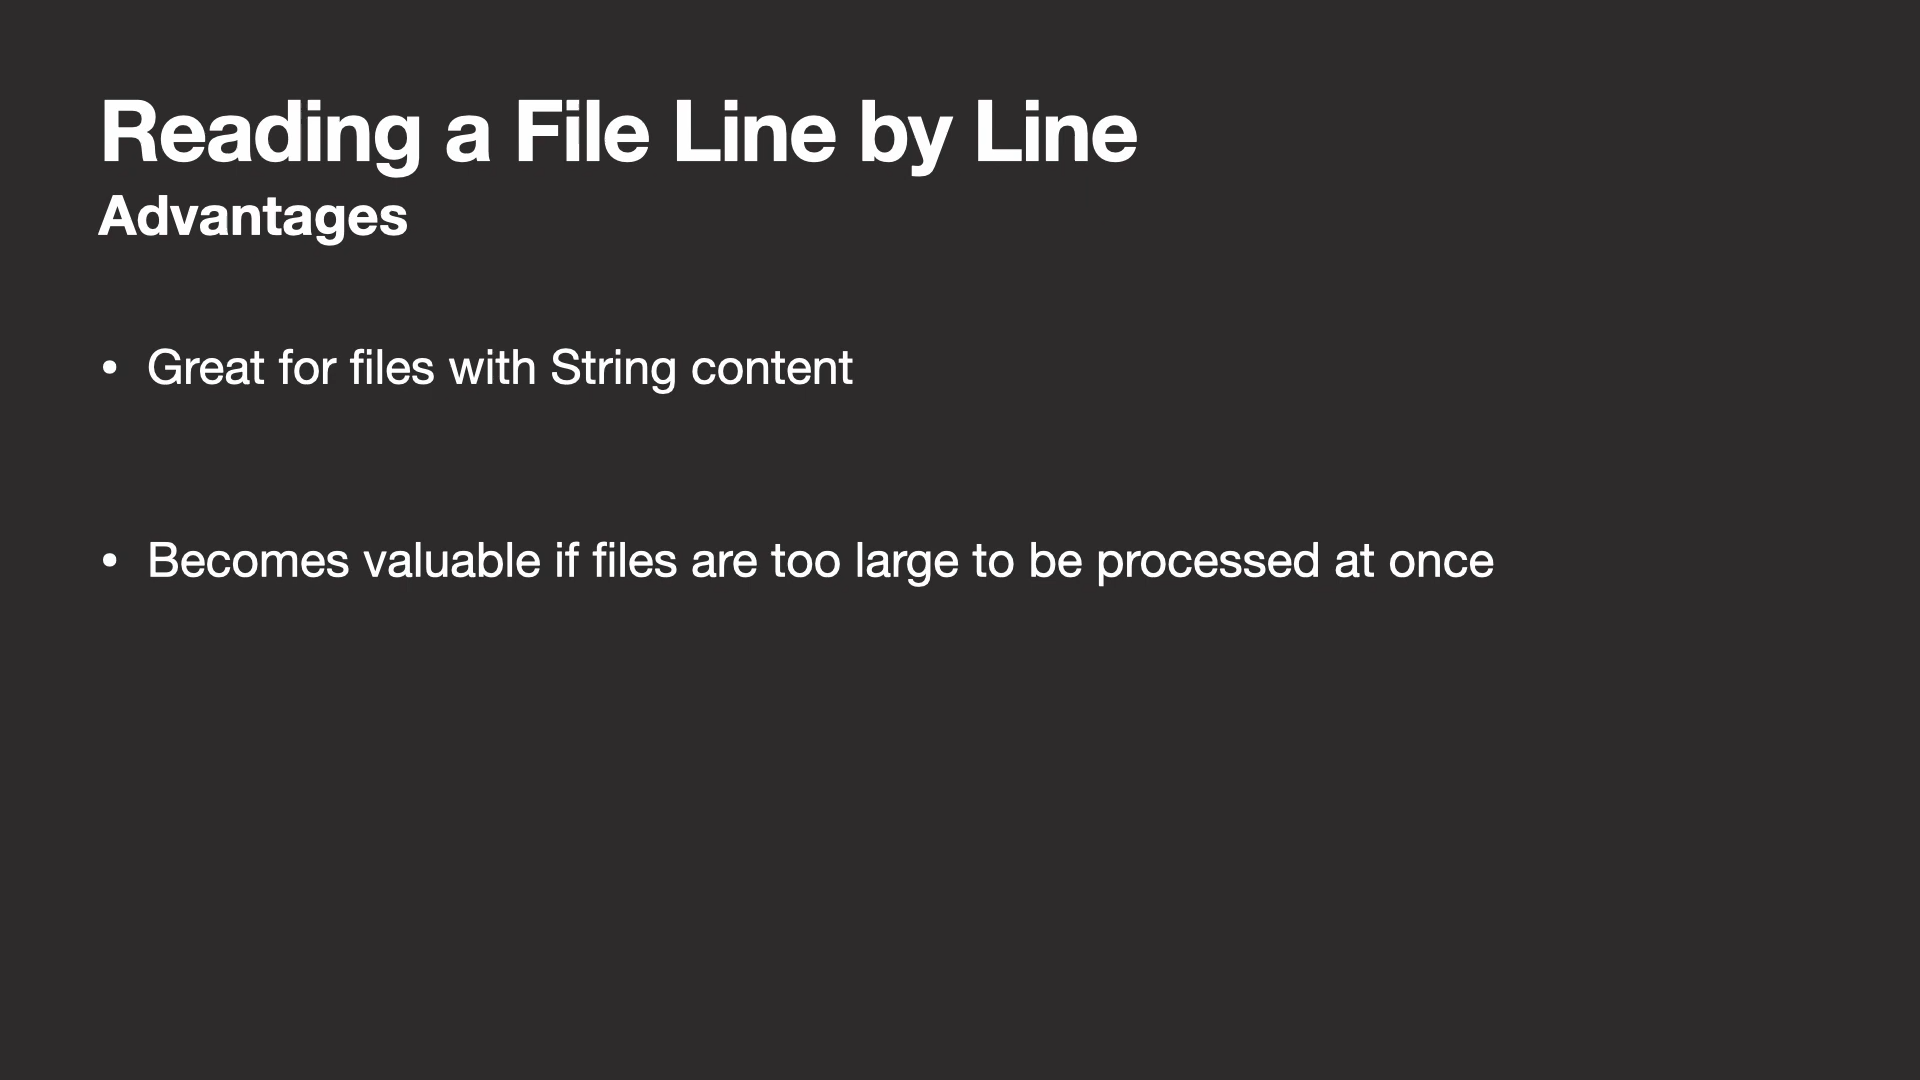 Reading a File Line by Line
Advantages
• Great for files with String content
• Becomes valuable if files are too large to be processed at once